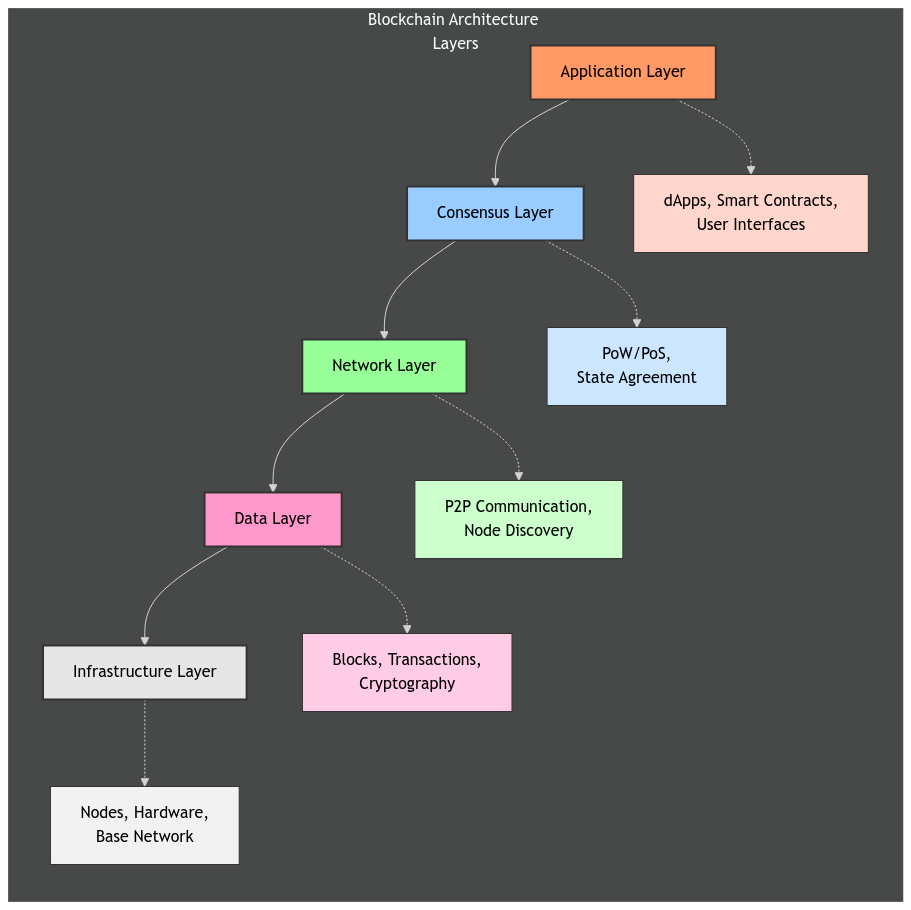 Blockchain Architecture
Layers
Application Layer
dApps, Smart Contracts,
User Interfaces
Consensus Layer
PoW/PoS,
State Agreement
Network Layer
P2P Communication,
Node Discovery
Data Layer
Blocks, Transactions,
Cryptography
Infrastructure Layer
Nodes, Hardware,
Base Network